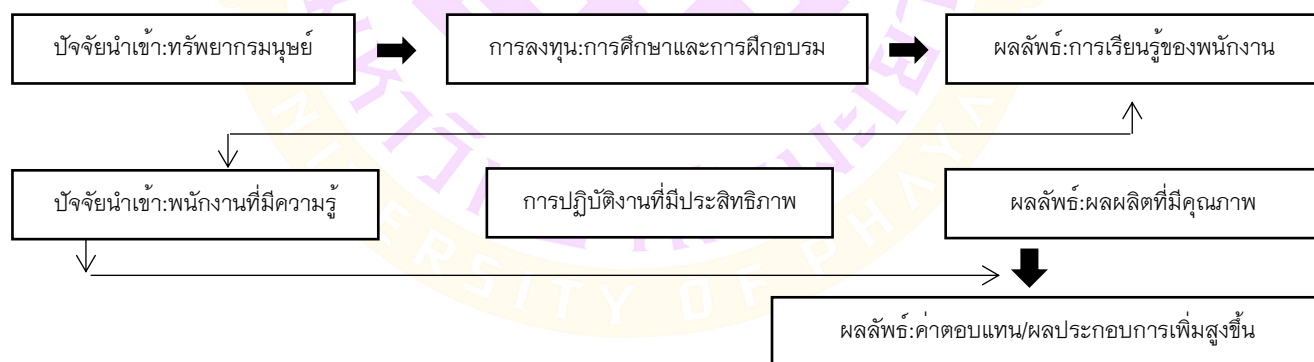 ปัจจัยนำเข้า:ทรัพยากรมนุษย์
การลงทุน:การศึกษาและการฝึกอบรม
ผลลัพธ์:การเรียนรู้ของพนักงาน
ปัจจัยนำเข้า:พนักงานที่มีความรู้
การปฏิบัติงานที่มีประสิทธิภาพ
ผลลัพธ์:ผลผลิตที่มีคุณภาพ
ผลลัพธ์:ค่าตอบแทน/ผลประกอบการเพิ่มสูงขึ้น